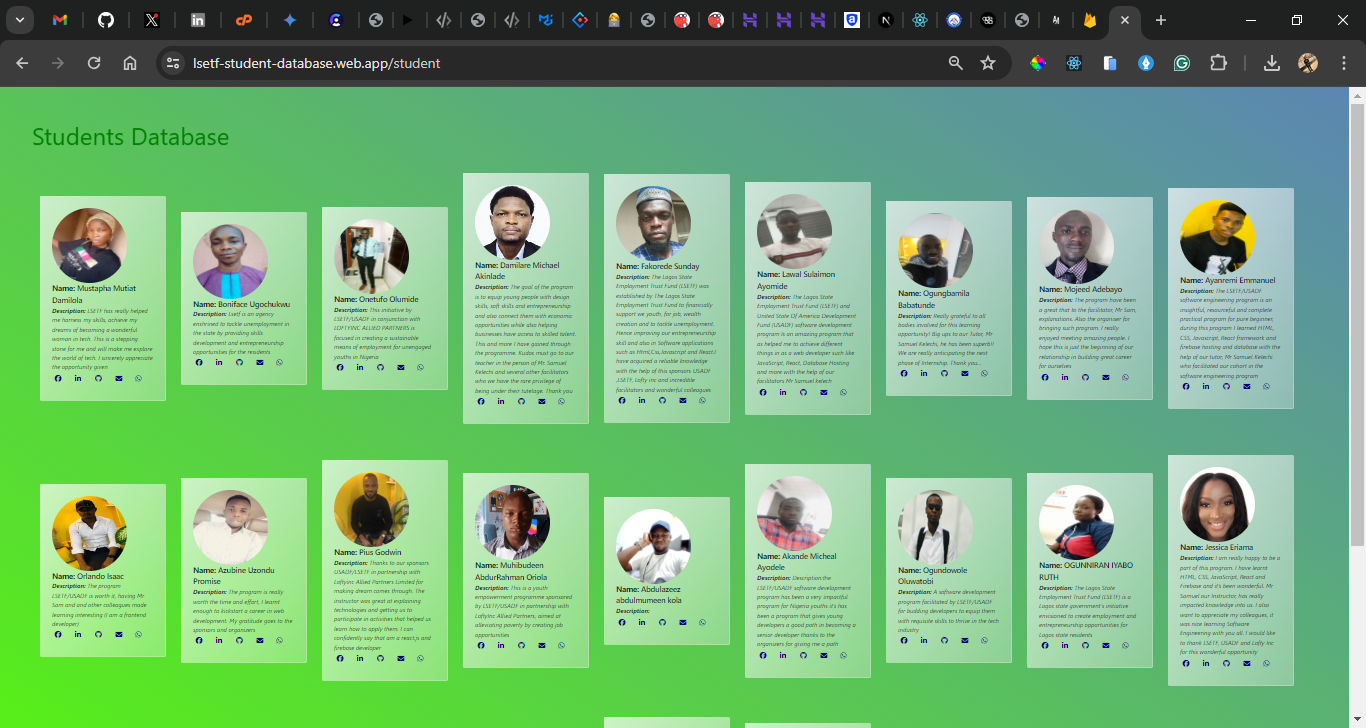 lsetf-student-database.web.app/student
Students Database
Name: Mustapha Mutiat
Damilola
Description: LSETF has really helped
me harness my skills, achieve my
dreams of becoming a wonderful
woman in tech. This is a stepping
stone for me and will make me explore
the world of tech. I sincerely appreciate
the opportunity given
Name: Boniface Ugochukwu
Description: Lsetf is an agency
enshrined to tackle unemployment in
the state by providing skills
development and entrepreneurship
opportunities for the residents
Name: Onetufo Olumide
Description: This initiative by
LSETF/USADF in conjunction with
LOFTYINC ALLIED PARTNERS is
focused in creating a sustainable
means of employment for unengaged
youths in Nigeria
Name: Damilare Michael
Akinlade
Description: The goal of the program
is to equip young people with design
skills, soft skills and entrepreneurship
and also connect them with economic
opportunities while also helping
businesses have access to skilled talent.
This and more I have gained through
the programme. Kudos must go to our
teacher in the person of Mr Samuel
Kelechi and several other facilitators
who we have the rare privilege of
being under their tutelage. Thank you
Name: Fakorede Sunday
Description: The Lagos State
Employment Trust Fund (LSETF) was
established by The Lagos State
Employment Trust Fund to financially
support we youth, for job, wealth
creation and to tackle unemployment.
Hence improving our entrepreneurship
skill and also in Software applications
such as Html,Css,Javascript and React.I
have acquired a reliable knowledge
with the help of this sponsors USADF
,LSETF, Lofty inc and incredible
facilitators and wonderful colleagues
Name: Lawal Sulaimon
Ayomide
Description: The Lagos State
Employment Trust Fund (LSETF) and
United State Of America Development
Fund (USADF) software development
program is an amazing program that
as helped me to achieve different
things in as a web developer such like
JavaScript, React, Database Hosting
and more with the help of our
facilitators Mr Samuel kelech
Name: Ogungbamila
Babatunde
Description: Really grateful to all
bodies involved for this learning
opportunity! Big ups to our Tutor, Mr
Samuel Kelechi, he has been superb!!
We are really anticipating the next
phase of Internship. Thank you...
Name: Mojeed Adebayo
Description: The program have been
a great that to the facilitator, Mr Sam,
explanations. Also the organiser for
bringing such program. I really
enjoyed meeting amazing people. I
hope this is just the beginning of our
relationship in building great career
for ourselves
Name: Ayanremi Emmanuel
Description: The LSETF/USADF
software engineering program is an
insightful, resourceful and complete
practical program for pure beginner,
during this program I learned HTML,
CSS, Javascript, React framework and
firebase hosting and database with the
help of our tutor, Mr Samuel Kelechi
who facilitated our cohort in the
software engineering program
Name: Orlando Isaac
Description: The program
LSETF/USADF is worth it, having Mr
Sam and and other colleagues made
learning interesting (I am a frontend
developer)
Name: Azubine Uzondu
Promise
Description: The program is really
worth the time and effort, I learnt
enough to kickstart a career in web
development. My gratitude goes to the
sponsors and organizers
Name: Pius Godwin
Description: Thanks to our sponsors
USADF/LSETF in partnership with
Loftyinc Allied Partners Limited for
making dream comes through. The
instructor was great at explaining
technologies and getting us to
participate in activities that helped us
learn how to apply them. I can
confidently say that am a react.js and
firebase developer
Name: Muhibudeen
AbdurRahman Oriola
Description: This is a youth
empowerment programme sponsored
by LSETF/USADF in partnership with
Loftyinc Allied Partners, aimed at
alleviating poverty by creating job
opportunities
Name: Abdulazeez
abdulmumeen kola
Description:
Name: Akande Micheal
Ayodele
Description: Description:the
LSETF/USADF software development
program has been a very impactful
program for Nigeria youths it's has
been a program that gives young
developers a good path in becoming a
senior developer thanks to the
organizers for giving me a path
Name: Ogundowole
Oluwatobi
Description: A software development
program facilitated by LSETF/USADF
for budding developers to equip them
with requisite skills to thrive in the tech
industry
Name: OGUNNIRAN IYABO
RUTH
Description: The Lagos State
Employment Trust Fund (LSETF) is a
Lagos state government's initiative
envisioned to create employment and
entrepreneurship opportunities for
Lagos state residents
Name: Jessica Eriama
Description: I am really happy to be a
part of this program. I have learnt
HTML, CSS, JavaScript, React and
Firebase and it's been wonderful. Mr
Samuel our Instructor, has really
impacted knowledge into us. I also
want to appreciate my colleagues, it
was nice learning Software
Engineering with you all. I would like
to thank LSETF, USADF and Lofty Inc
for this wonderful opportunity